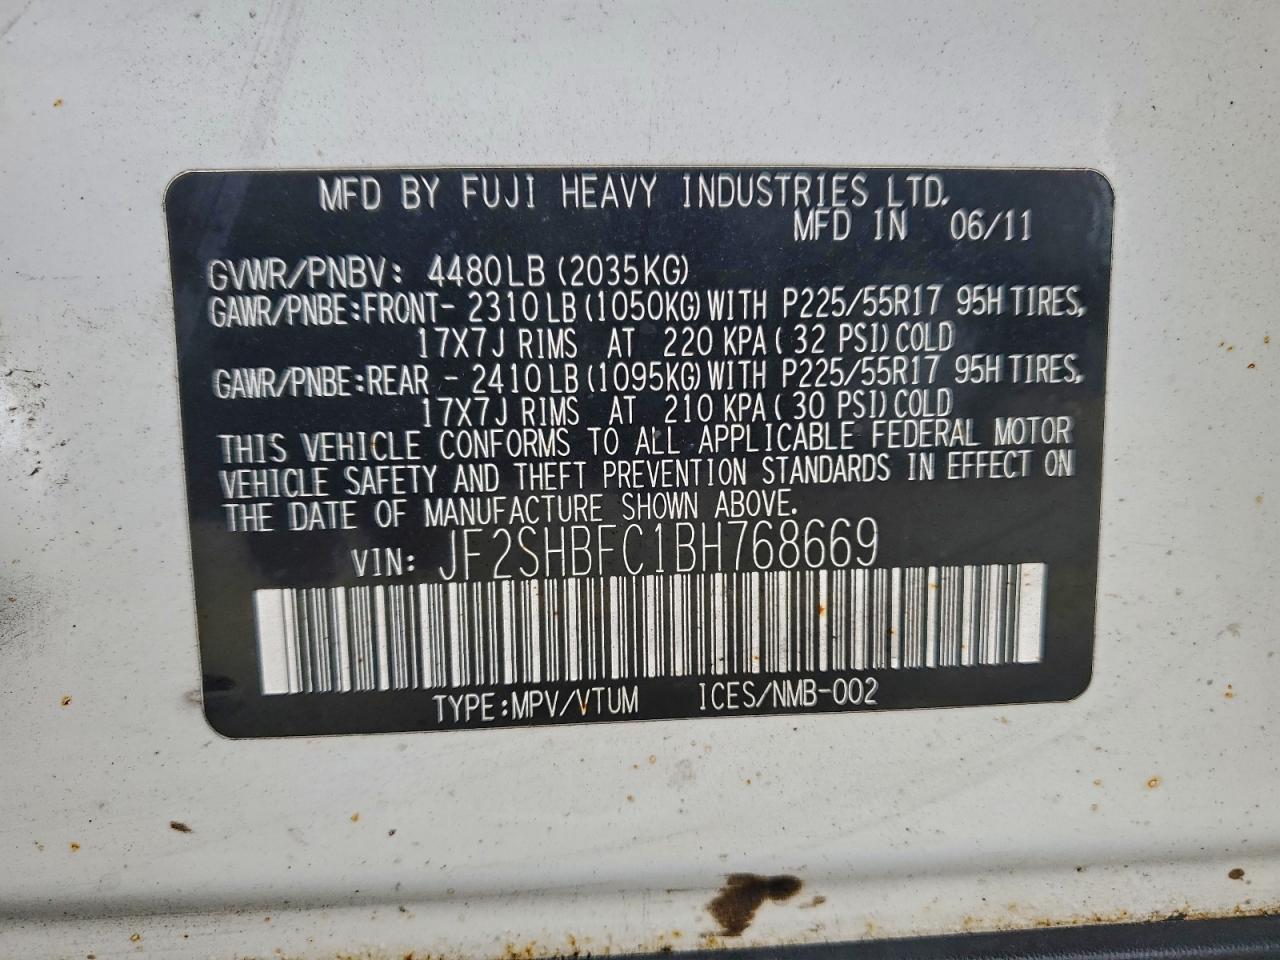 MFD BY FUJI HEAVY INDUSTRIES LTD.
MFD IN 06/11
GVWR/PNBV: 4480LB (2035KG)
GAWR/PNBE:FRONT- 2310LB (1050KG) WITH P225/55R17 95H TIRES,
17X7J RIMS AT 220 KPA ( 32 PSI) COLD
GAWR/PNBE:REAR - 2410LB (1095KG) WITH P225/55R17 95H TIRES,
17X7J RIMS AT 210 KPA ( 30 PSI) COLD
THIS VEHICLE CONFORMS TO ALL APPLICABLE FEDERAL MOTOR
VEHICLE SAFETY AND THEFT PREVENTION STANDARDS IN EFFECT ON
THE DATE OF MANUFACTURE SHOWN ABOVE.
VIN: JF2SHBFC1BH768669
TYPE:MPV/VTUM ICES/NMB-002